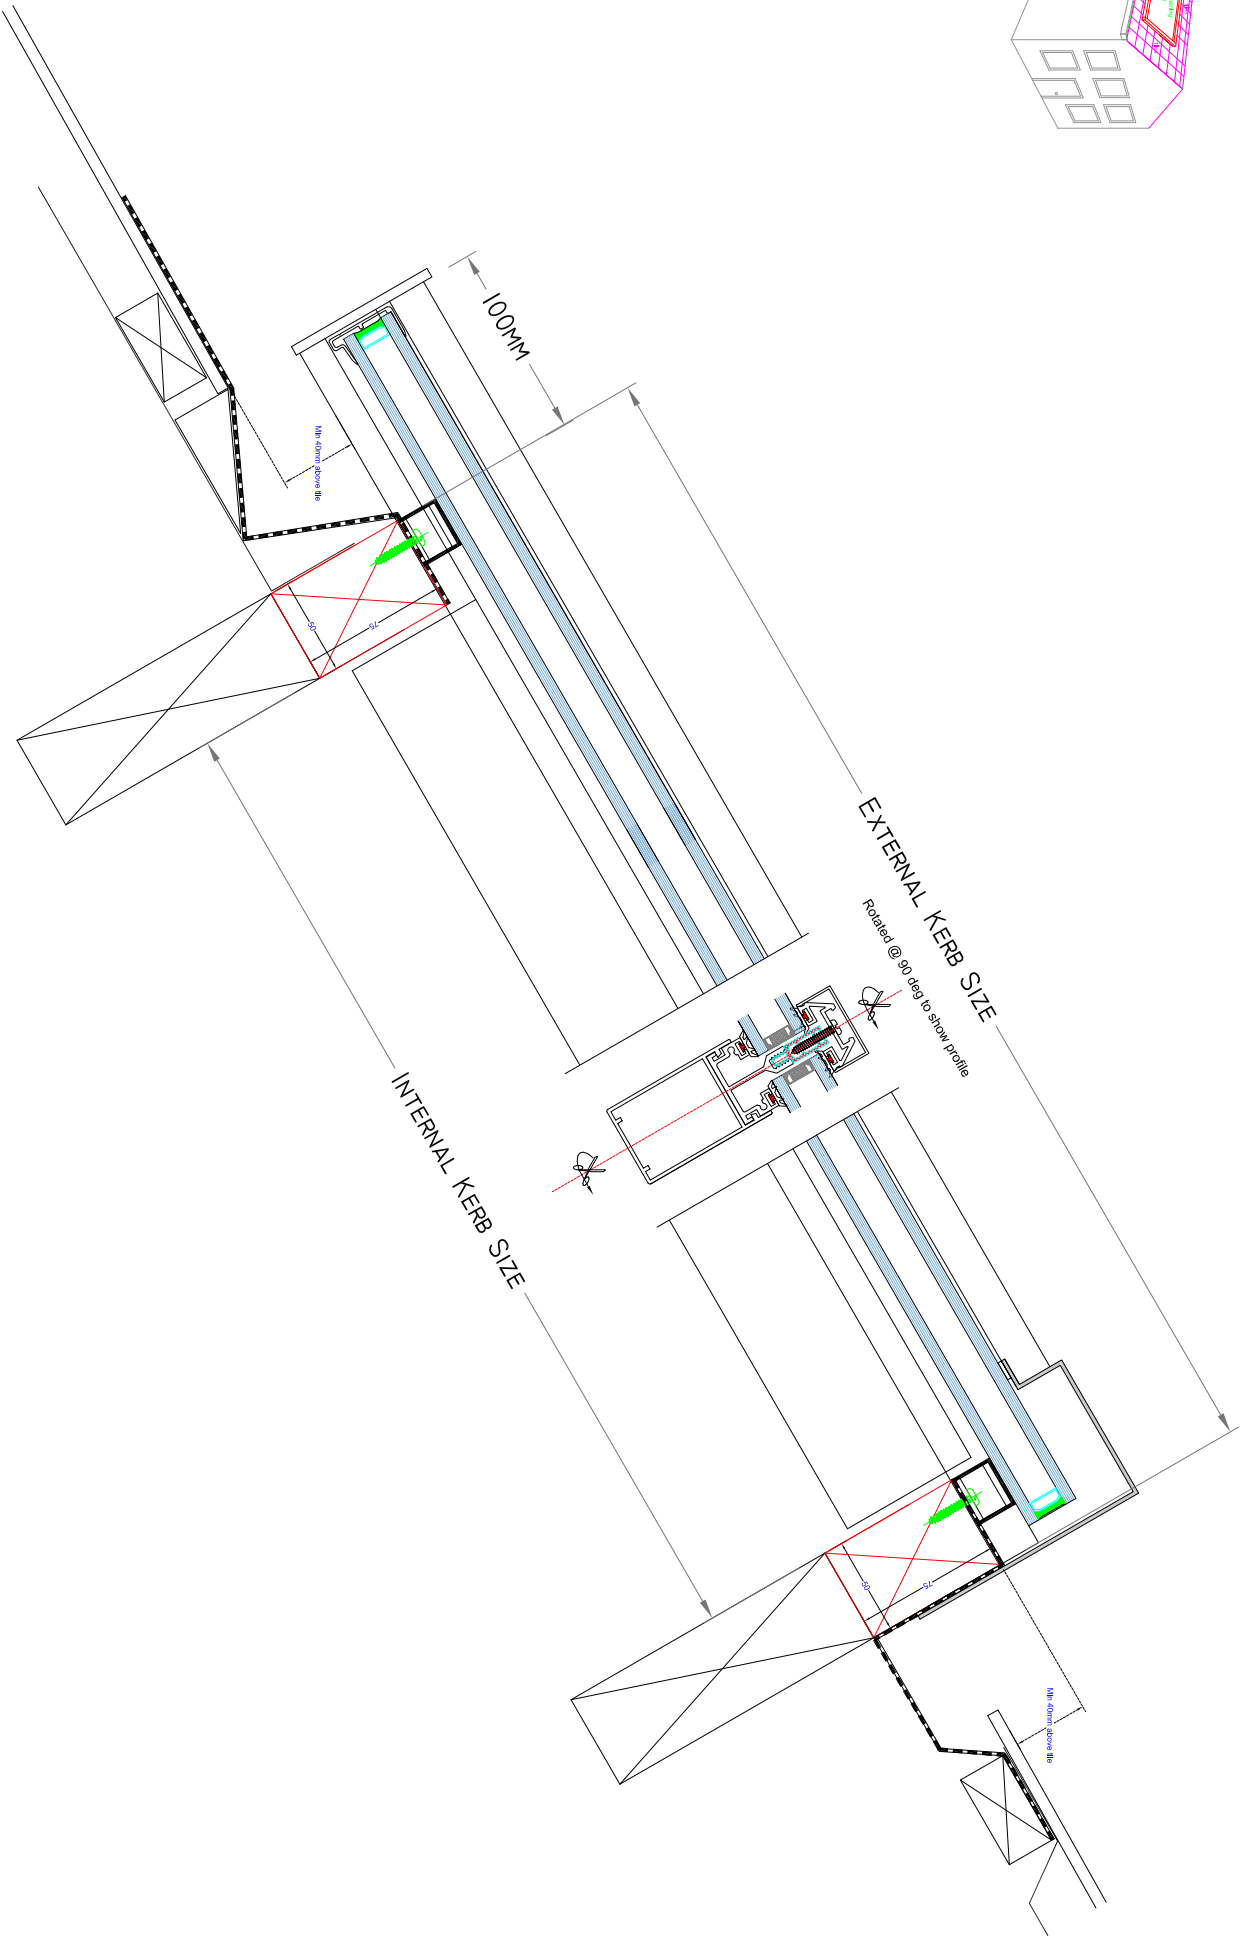 100MM
Min 40mm above tile
50
75
EXTERNAL KERB SIZE
Rotated @ 90 deg to show profile
INTERNAL KERB SIZE
50
75
Min 40mm above tile